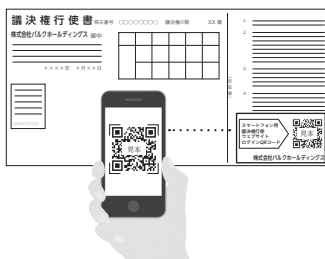 議決権行使書 株主番号 ○○○○○○○○ 議決権の数 XX 個
株式会社バルクホールディングス 御中
××××年 ×月××日
○○○○○○○
見本
1.
2.
3.
4.
スマートフォン用
議決権行使
ウェブサイト
ログインQRコード
見本
株式会社バルクホールディングス